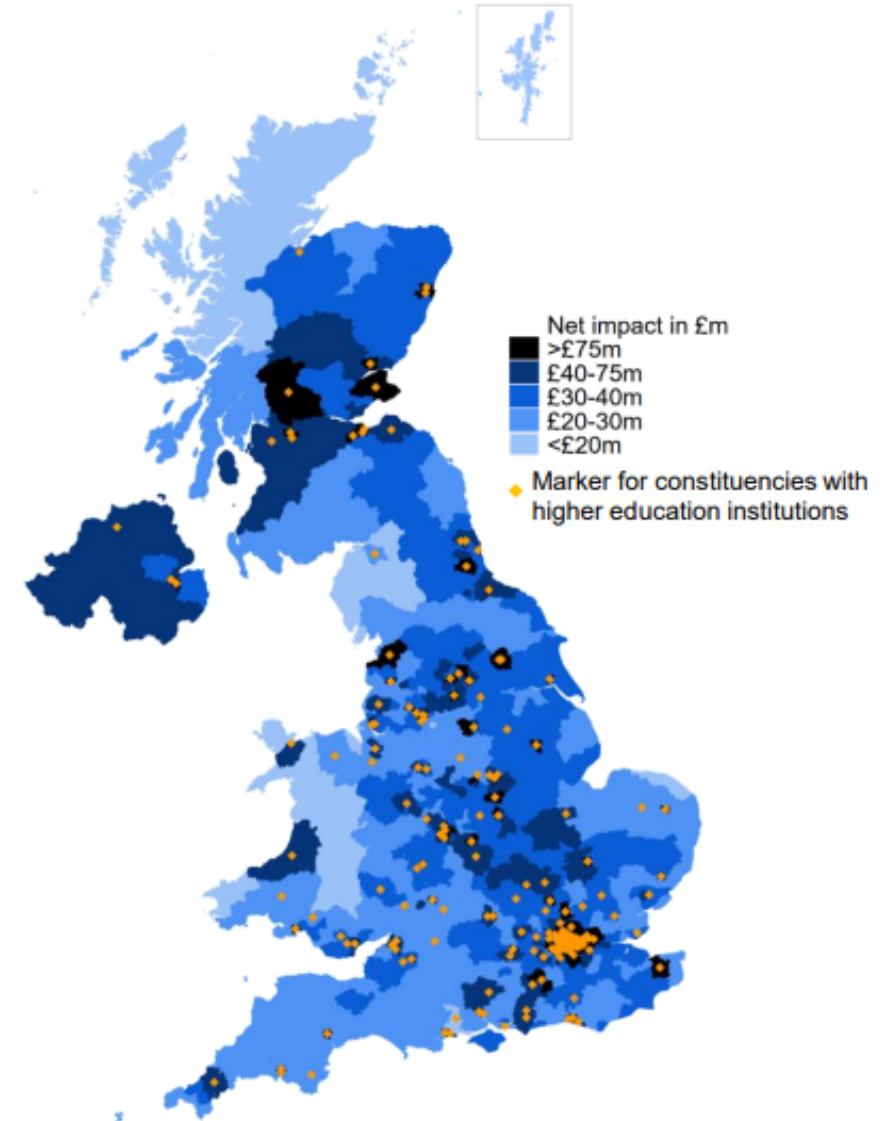 Net impact in £m
>£75m
£40-75m
£30-40m
£20-30m
<£20m
Marker for constituencies with
higher education institutions